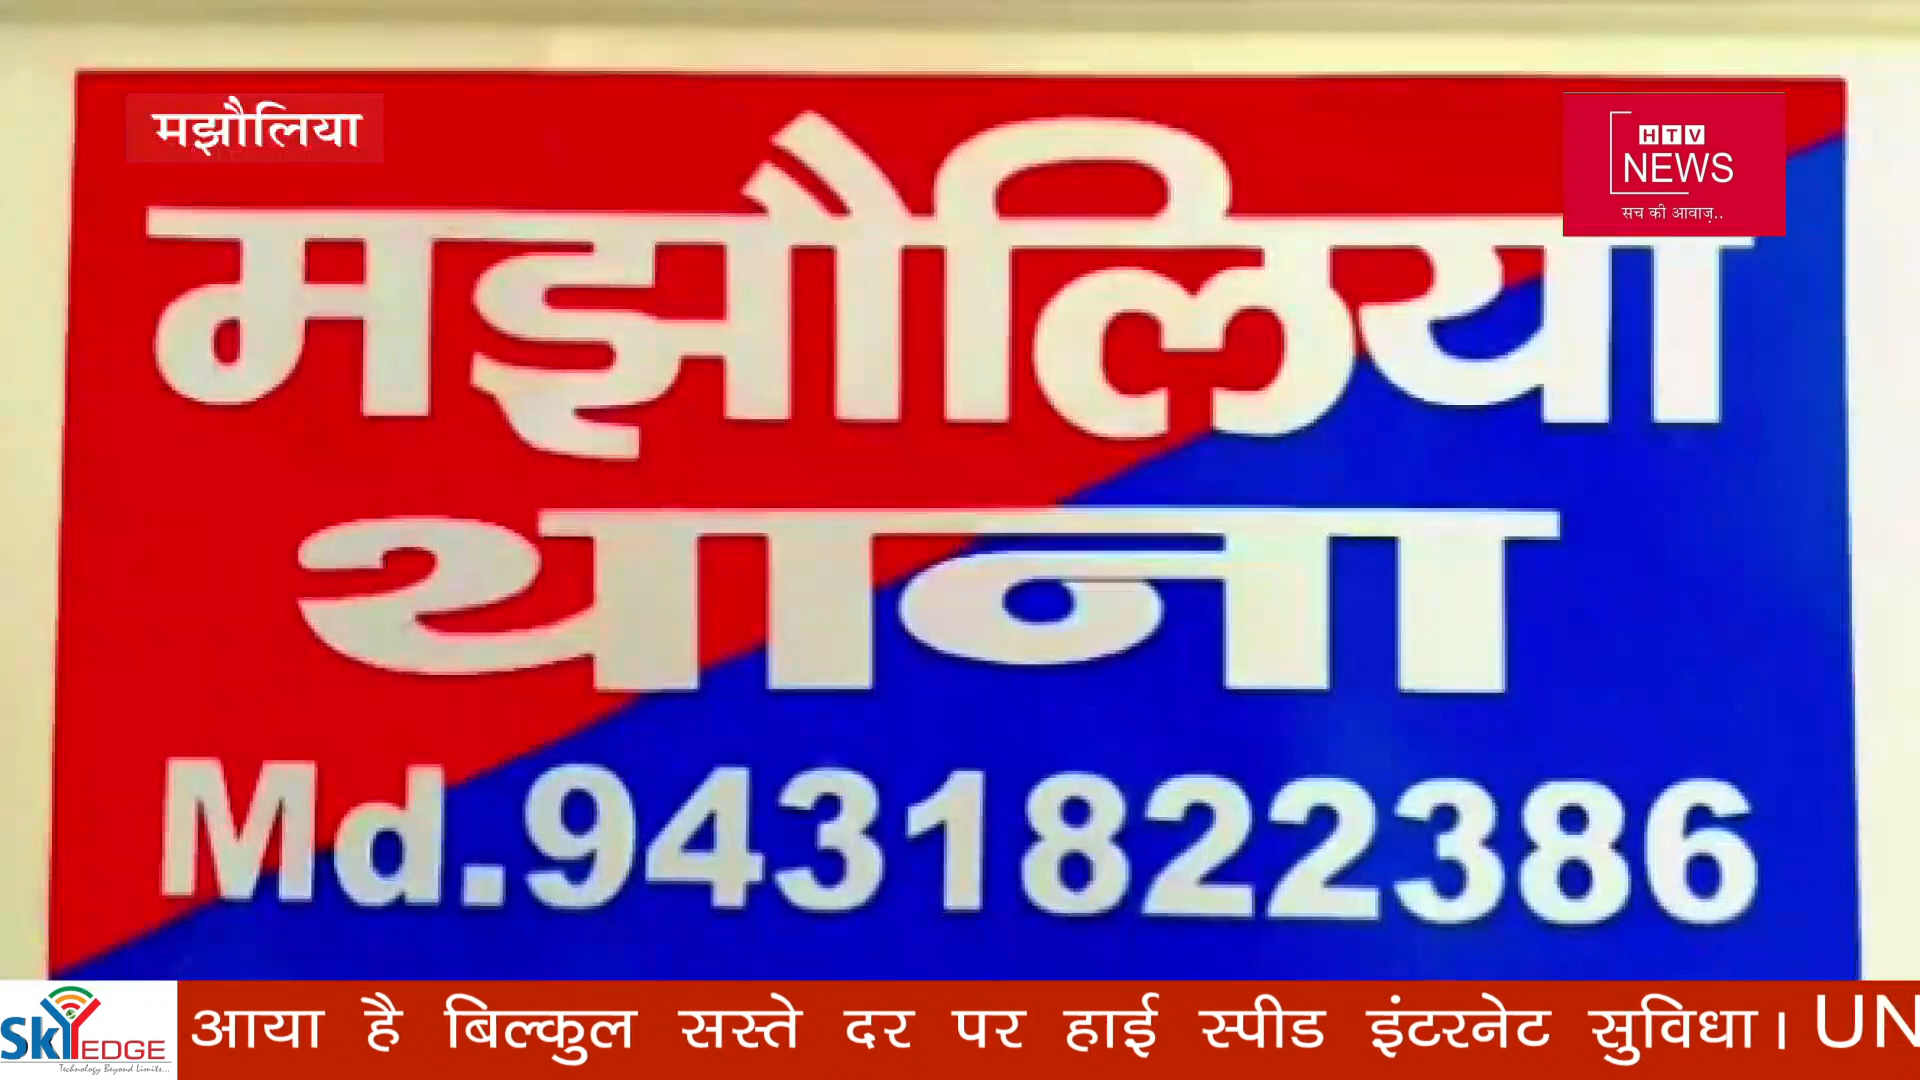 मझौलिया
HTV
NEWS
सच की आवाज़..
मझौलिया
थाना
Md.9431822386
SkYEDGE
Technology Beyond Limits...
आया है बिल्कुल सस्ते दर पर हाई स्पीड इंटरनेट सुविधा। UN